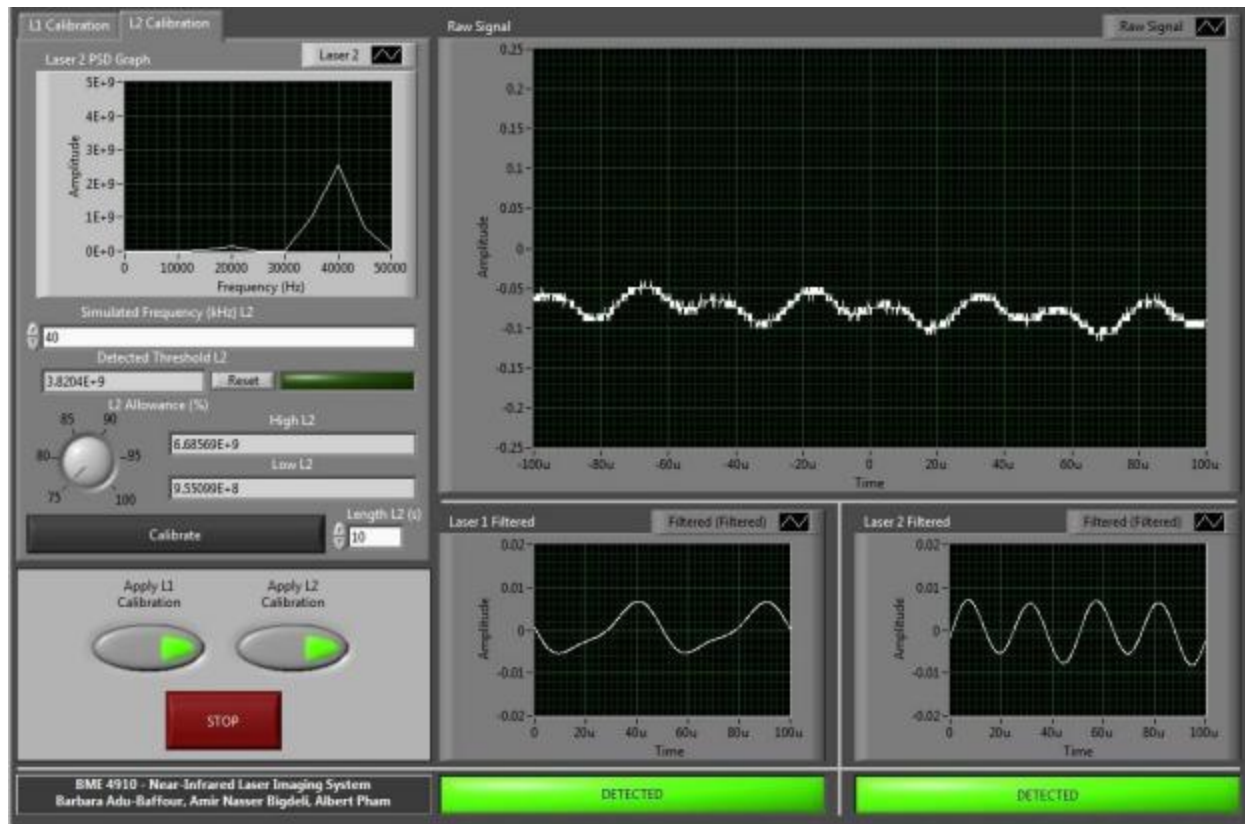 L1 Calibration
L2 Calibration
Laser 2 PSD Graph
Laser 2
5E+9
4E+9
3E+9
2E+9
1E+9
0E+0
Amplitude
0 10000 20000 30000 40000 50000
Frequency (Hz)
Simulated Frequency (kHz) L2
40
Detected Threshold L2
3.8204E+9
Reset
L2 Allowance (%)
75 80 85 90 95 100
High L2
6.68569E+9
Low L2
9.55099E+8
Calibrate
Length L2 (s)
10
Apply L1
Calibration
Apply L2
Calibration
STOP
BME 4910 - Near-Infrared Laser Imaging System
Barbara Adu-Baffour, Amir Nasser Bigdeli, Albert Pham
Raw Signal
Raw Signal
0.25
0.2
0.15
0.1
0.05
0
-0.05
-0.1
-0.15
-0.2
-0.25
Amplitude
-100u -80u -60u -40u -20u 0 20u 40u 60u 80u 100u
Time
Laser 1 Filtered
Filtered (Filtered)
0.02
0.01
0
-0.01
-0.02
Amplitude
0 20u 40u 60u 80u 100u
Time
DETECTED
Laser 2 Filtered
Filtered (Filtered)
0.02
0.01
0
-0.01
-0.02
Amplitude
0 20u 40u 60u 80u 100u
Time
DETECTED